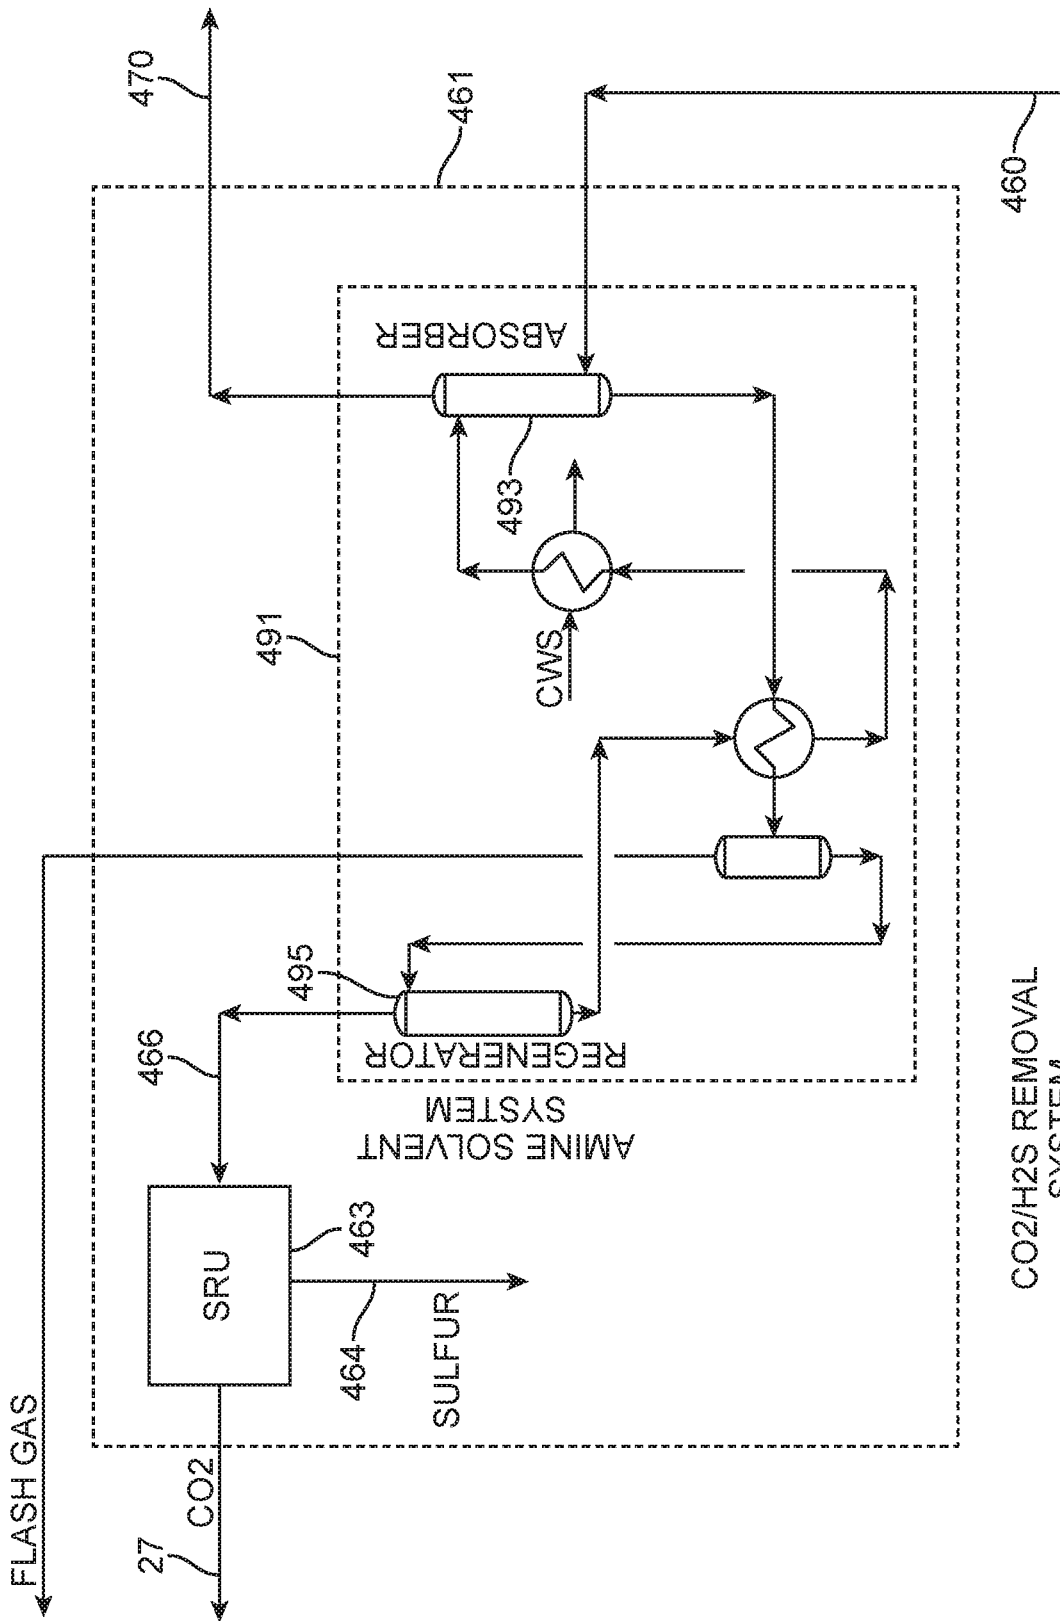 FLASH GAS
470
27
466
CO2
SRU
491
495
463
464
461
SULFUR
AMINE SOLVENT
SYSTEM
REGENERATOR
ABSORBER
493
CWS
460
CO2/H2S REMOVAL
SYSTEM